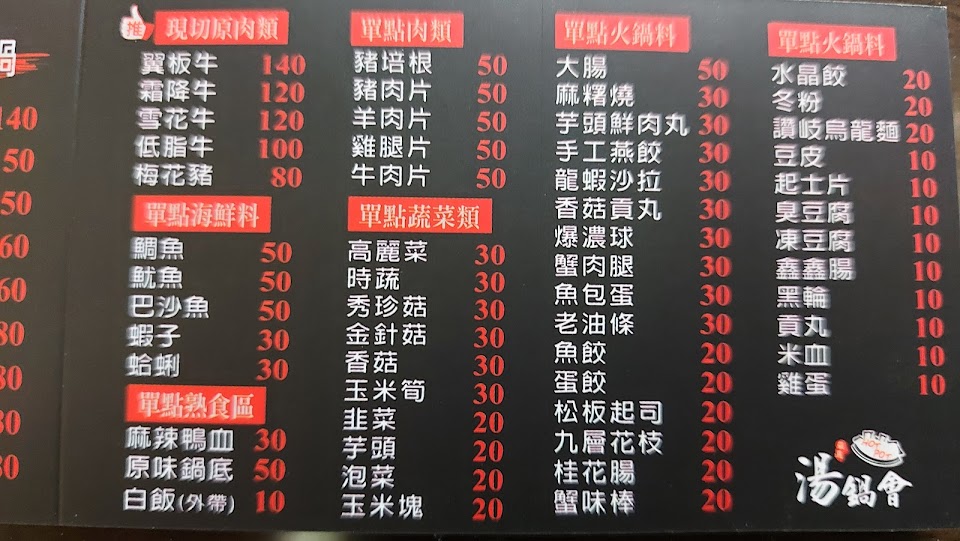 鍋
140
50
50
60
60
80
80
80
80
推 現切原肉類
翼板牛 140
霜降牛 120
雪花牛 120
低脂牛 100
梅花豬 80
單點海鮮料
鯛魚 50
魷魚 50
巴沙魚 50
蝦子 30
蛤蜊 30
單點熟食區
麻辣鴨血 30
原味鍋底 50
白飯(外帶) 10
單點肉類
豬培根 50
豬肉片 50
羊肉片 50
雞腿片 50
牛肉片 50
單點蔬菜類
高麗菜 30
時蔬 30
秀珍菇 30
金針菇 30
香菇 30
玉米筍 30
韭菜 20
芋頭 20
泡菜 20
玉米塊 20
單點火鍋料
大腸 50
麻糬燒 30
芋頭鮮肉丸 30
手工燕餃 30
龍蝦沙拉 30
香菇貢丸 30
爆濃球 30
蟹肉腿 30
魚包蛋 30
老油條 30
魚餃 20
蛋餃 20
松板起司 20
九層花枝 20
桂花腸 20
蟹味棒 20
單點火鍋料
水晶餃 20
冬粉 20
讚岐烏龍麵 20
豆皮 10
起士片 10
臭豆腐 10
凍豆腐 10
鑫鑫腸 10
黑輪 10
貢丸 10
米血 10
雞蛋 10
HOT POT
湯鍋會